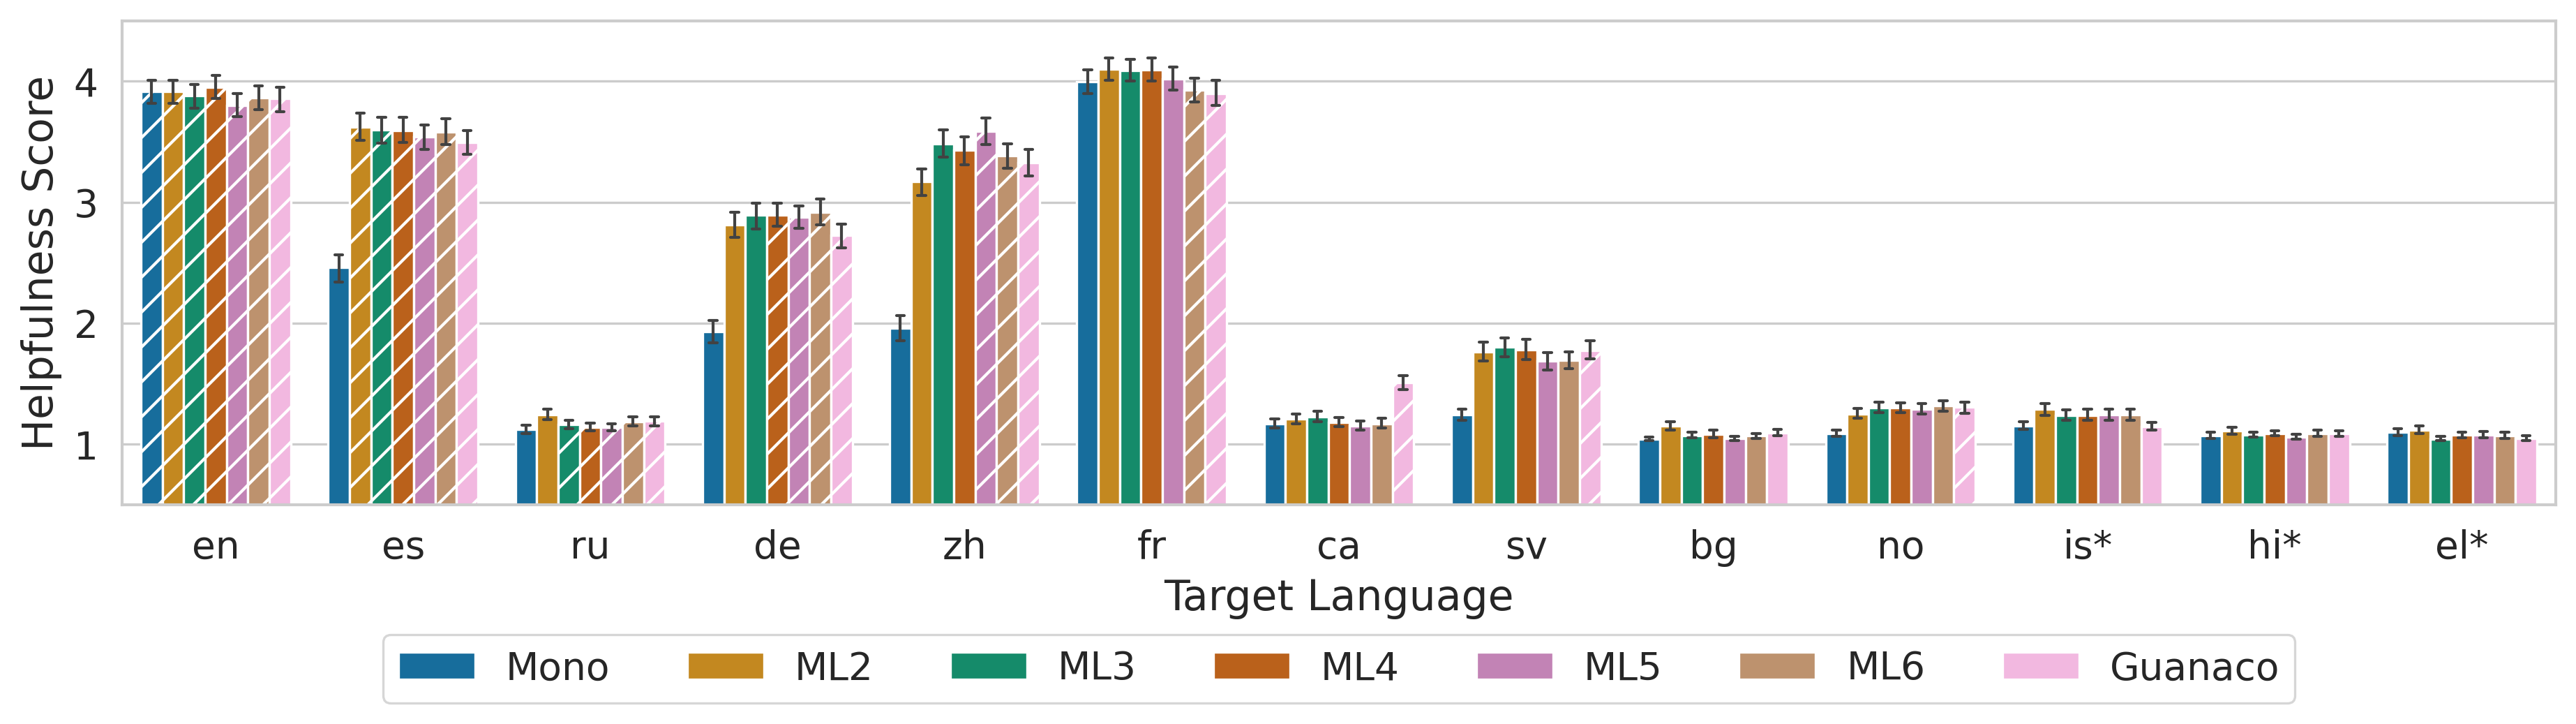 Helpfulness Score
4
3
2
1
en es ru de zh fr ca sv bg no is* hi* el*
Target Language
Mono ML2 ML3 ML4 ML5 ML6 Guanaco